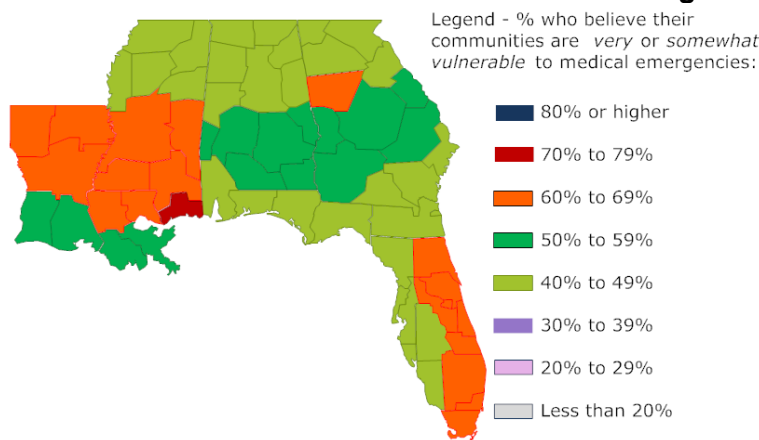 Legend - % who believe their
communities are very or somewhat
vulnerable to medical emergencies:
80% or higher
70% to 79%
60% to 69%
50% to 59%
40% to 49%
30% to 39%
20% to 29%
Less than 20%